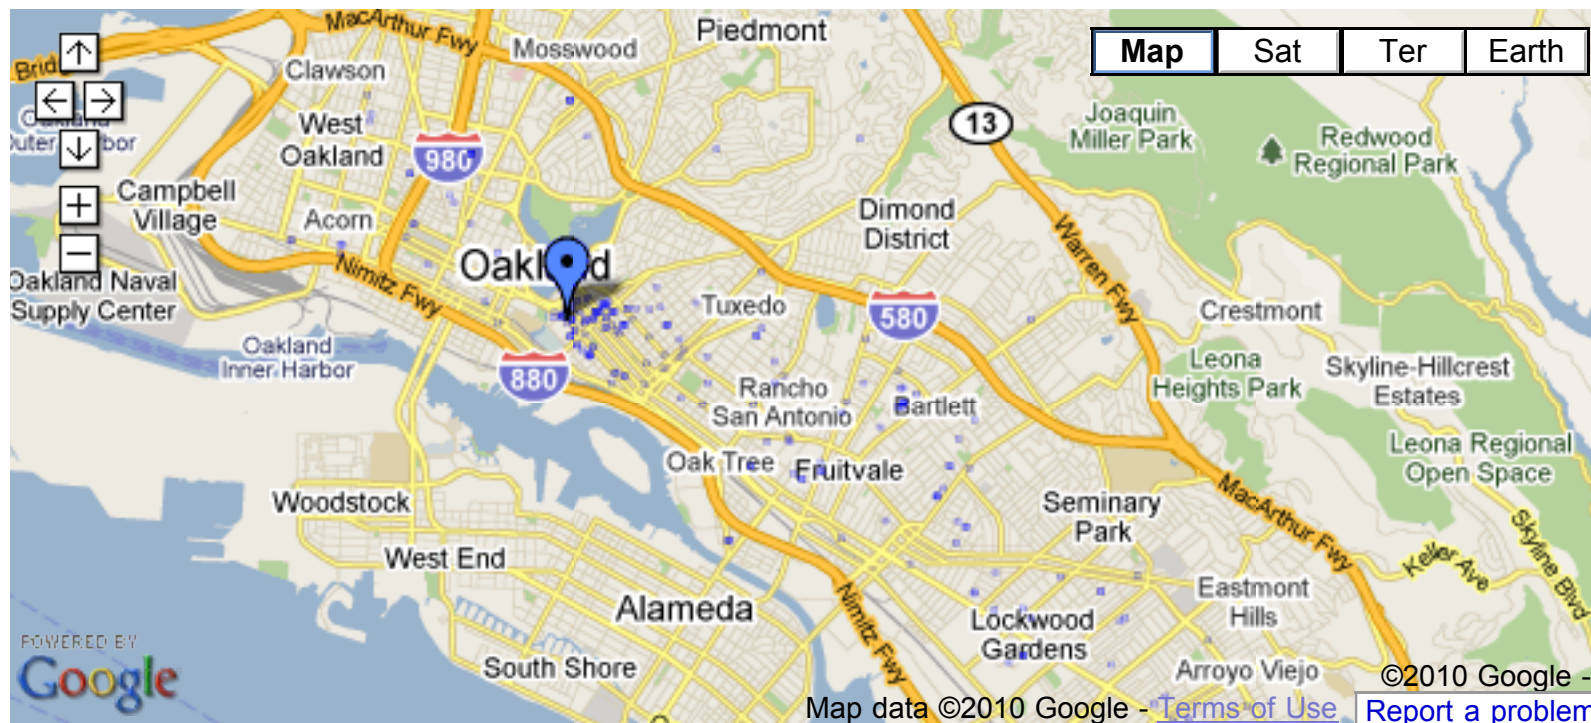 MacArthur Fwy
Piedmont
Map
Sat
Ter
Earth
Mosswood
Clawson
West
Oakland
980
13
Joaquin
Miller Park
Redwood
Regional Park
Campbell
Village
Acorn
Dimond
District
Warren Fwy
Oakland
Nimitz Fwy
Oakland Naval
Supply Center
Tuxedo
580
Crestmont
Oakland
Inner Harbor
880
Leona
Heights Park
Skyline-Hillcrest
Estates
Rancho
San Antonio
Bartlett
Leona Regional
Open Space
Oak Tree
Fruitvale
Woodstock
Seminary
Park
MacArthur Fwy
Skyline Blvd
West End
Keller Ave
Eastmont
Hills
Alameda
Nimitz Fwy
Lockwood
Gardens
POWERED BY
Google
South Shore
Arroyo Viejo
©2010 Google -
Map data ©2010 Google - Terms of Use
Report a problem